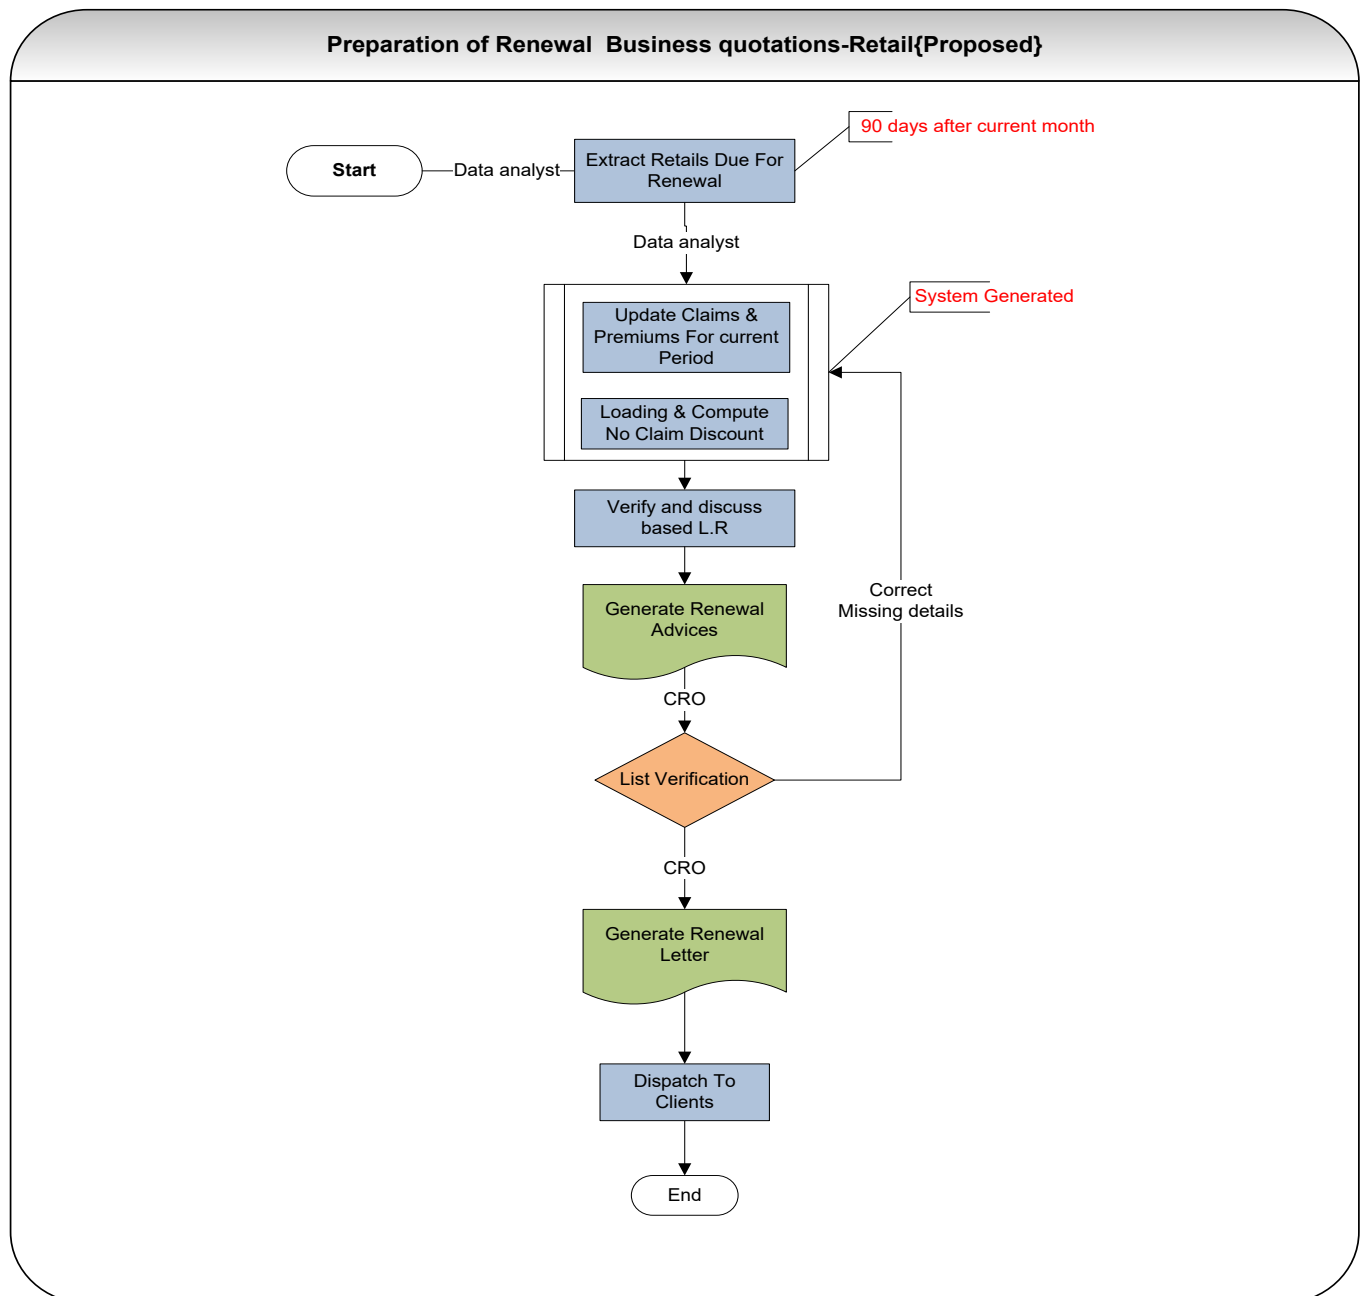 Preparation of Renewal  Business quotations-Retail{Proposed}
90 days after current month
Start
Data analyst
Extract Retails Due For
Renewal
Data analyst
System Generated
Update Claims &
Premiums For current
Period
Loading & Compute
No Claim Discount
Verify and discuss
based L.R
Generate Renewal
Advices
Correct
Missing details
CRO
List Verification
CRO
Generate Renewal
Letter
Dispatch To
Clients
End